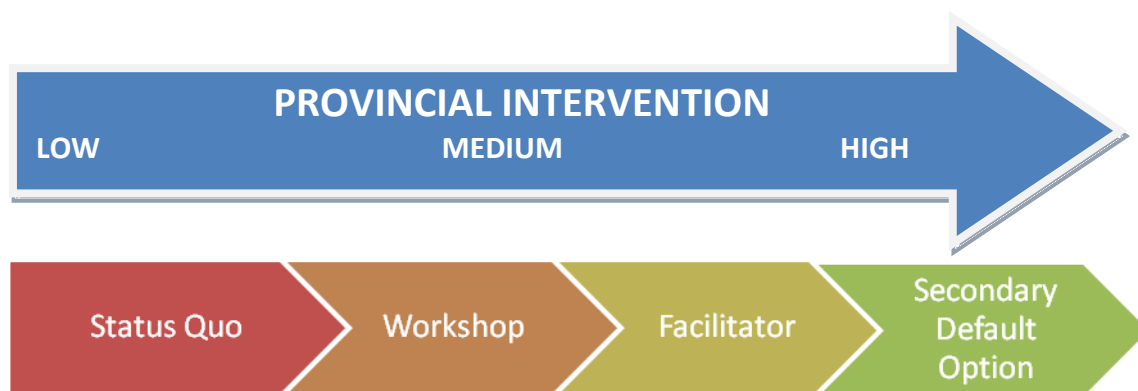 PROVINCIAL INTERVENTION
LOW MEDIUM HIGH
Status Quo
Workshop
Facilitator
Secondary
Default
Option